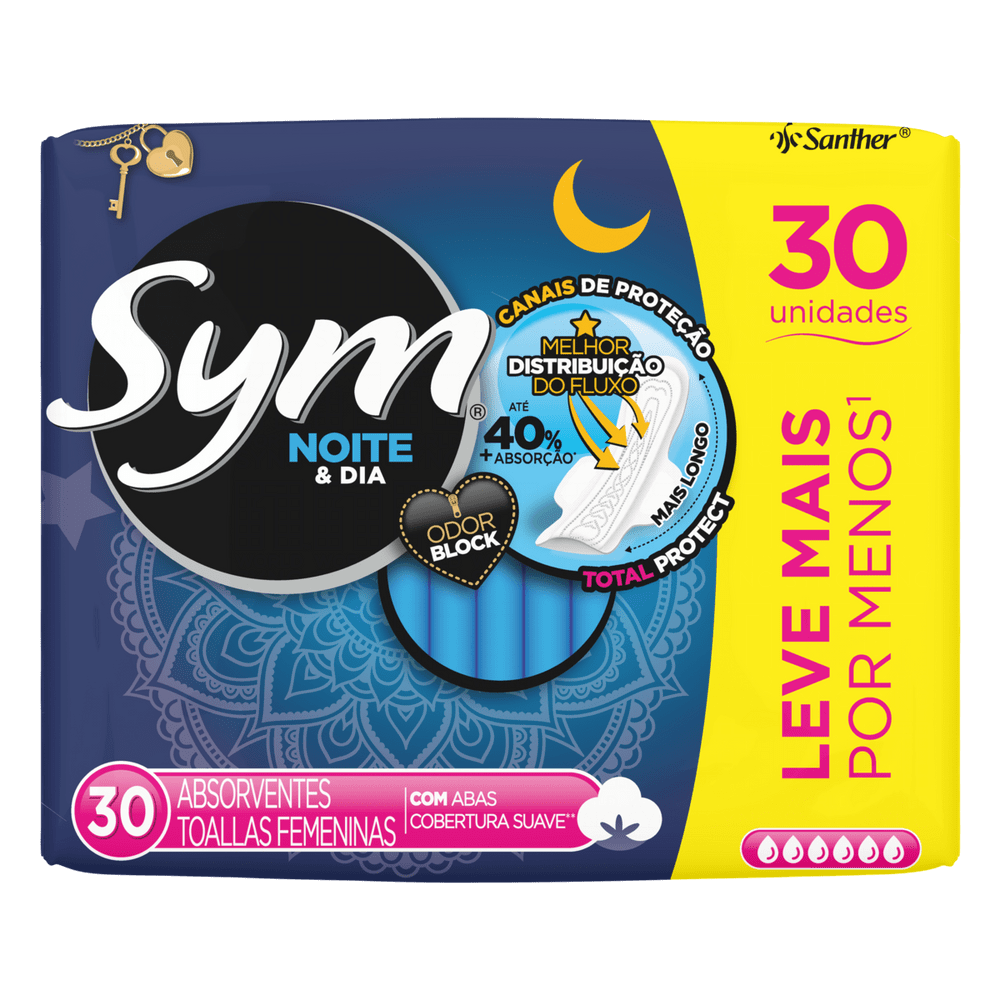 Santher®
30
unidades
LEVE MAIS
POR MENOS¹
Sym®
NOITE
& DIA
CANAIS DE PROTEÇÃO
MELHOR
DISTRIBUIÇÃO
DO FLUXO
ATÉ
40%
+ABSORÇÃO*
MAIS LONGO
TOTAL PROTECT
ODOR
BLOCK
30
ABSORVENTES
TOALLAS FEMENINAS
COM ABAS
COBERTURA SUAVE**